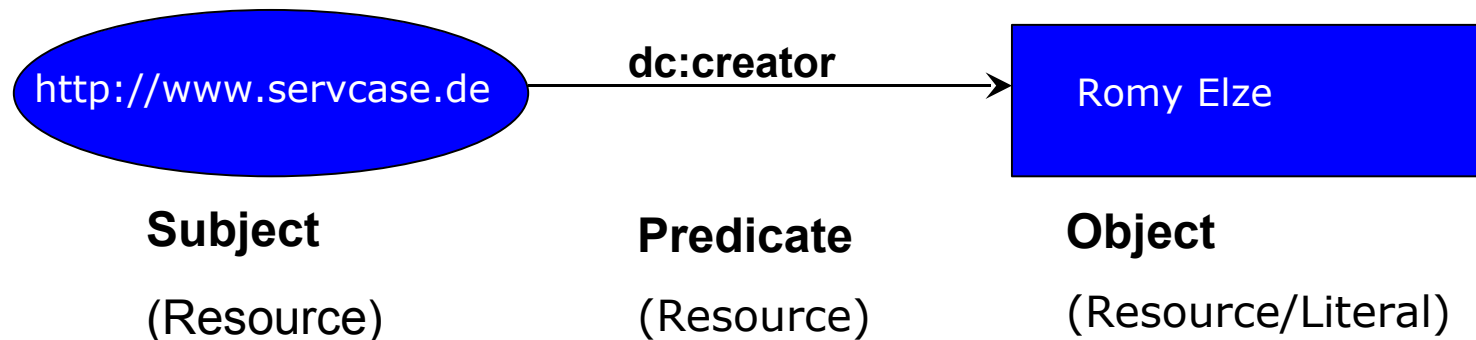 http://www.servcase.de
dc:creator
Romy Elze
Subject
Predicate
Object
(Resource)
(Resource)
(Resource/Literal)